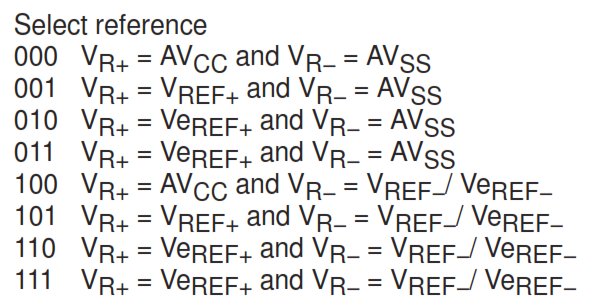 Select reference
000 VR+ = AVCC and VR− = AVSS
001 VR+ = VREF+ and VR− = AVSS
010 VR+ = VeREF+ and VR− = AVSS
011 VR+ = VeREF+ and VR− = AVSS
100 VR+ = AVCC and VR− = VREF−/ VeREF−
101 VR+ = VREF+ and VR− = VREF−/ VeREF−
110 VR+ = VeREF+ and VR− = VREF−/ VeREF−
111 VR+ = VeREF+ and VR− = VREF−/ VeREF−